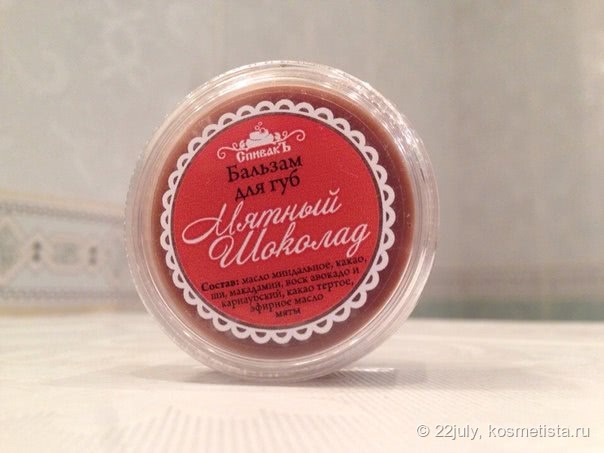 СпивакЪ
Бальзам
для губ
Мятный
Шоколад
Состав: масло миндальное, какао,
ши, макадамии, воск авокадо и
карнаубский, какао тертое,
эфирное масло
мяты
© 22july, kosmetista.ru